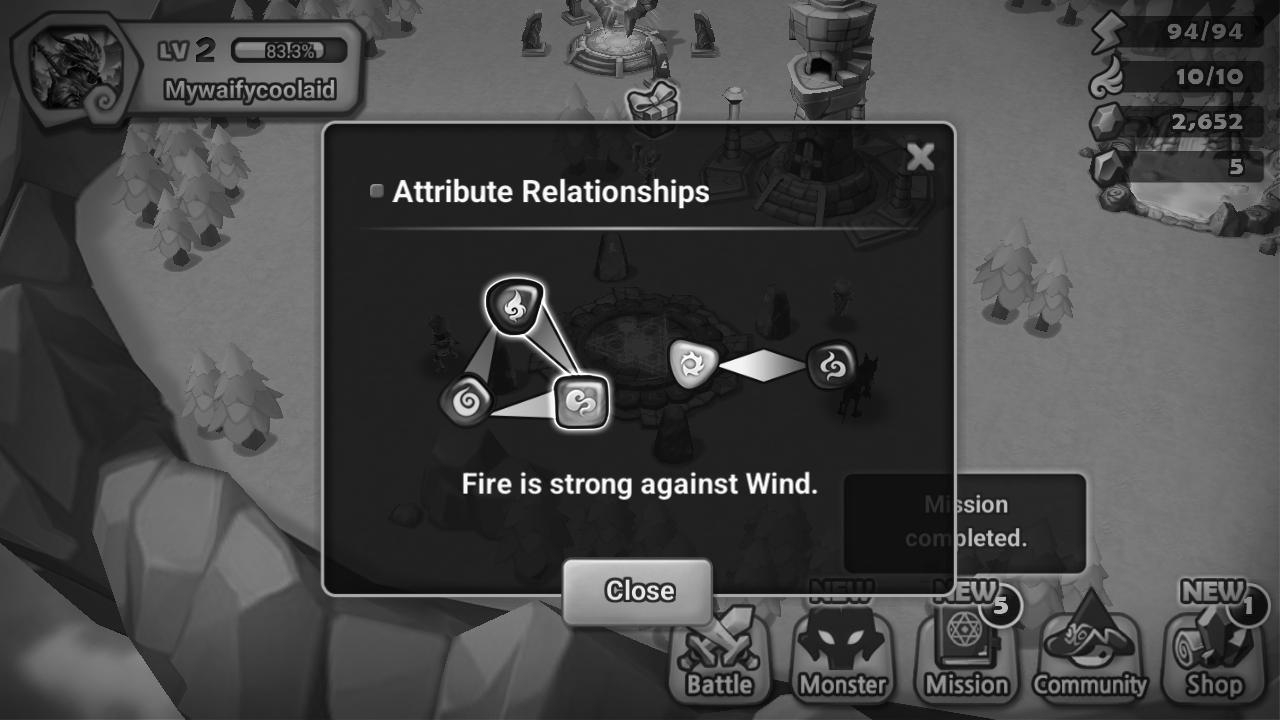 LV 2
83.3%
Mywaifycoolaid
94/94
10/10
2,652
5
Attribute Relationships
Fire is strong against Wind.
Mission
completed.
Close
NEW
NEW
5
NEW
1
Battle
Monster
Mission
Community
Shop